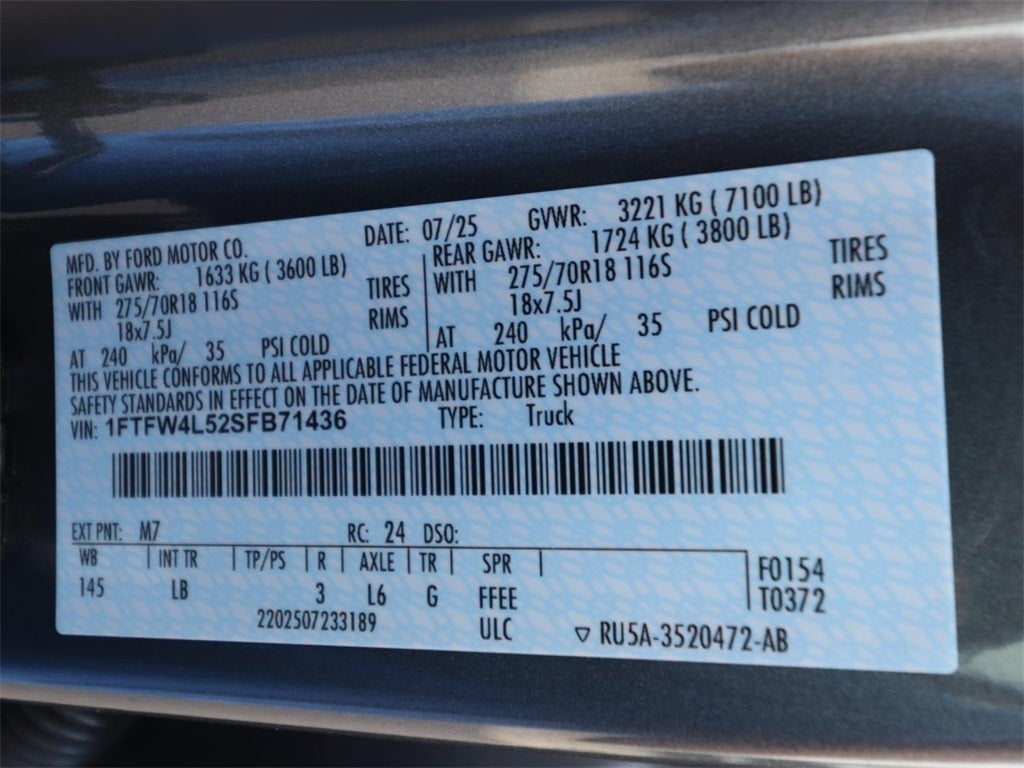 MFD. BY FORD MOTOR CO. DATE: 07/25 GVWR: 3221 KG ( 7100 LB)
FRONT GAWR: 1633 KG ( 3600 LB) REAR GAWR: 1724 KG ( 3800 LB)
WITH 275/70R18 116S TIRES WITH 275/70R18 116S TIRES
18x7.5J RIMS 18x7.5J RIMS
AT 240 kPa/ 35 PSI COLD AT 240 kPa/ 35 PSI COLD
THIS VEHICLE CONFORMS TO ALL APPLICABLE FEDERAL MOTOR VEHICLE
SAFETY STANDARDS IN EFFECT ON THE DATE OF MANUFACTURE SHOWN ABOVE.
VIN: 1FTFW4L52SFB71436 TYPE: Truck
EXT PNT: M7 RC: 24 DSO:
WB INT TR TP/PS R AXLE TR SPR F0154
145 LB 3 L6 G FFEE T0372
2202507233189 ULC ▽ RU5A-3520472-AB